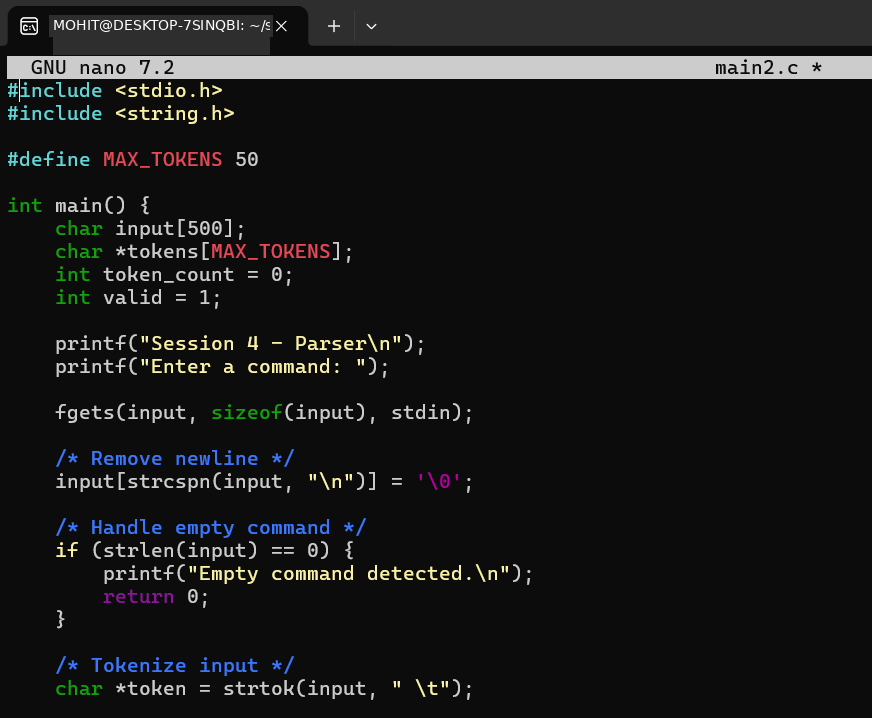 MOHIT@DESKTOP-7SINQBI: ~/s
GNU nano 7.2 main2.c *
#include <stdio.h>
#include <string.h>
#define MAX_TOKENS 50
int main() {
    char input[500];
    char *tokens[MAX_TOKENS];
    int token_count = 0;
    int valid = 1;
    printf("Session 4 - Parser\n");
    printf("Enter a command: ");
    fgets(input, sizeof(input), stdin);
    /* Remove newline */
    input[strcspn(input, "\n")] = '\0';
    /* Handle empty command */
    if (strlen(input) == 0) {
        printf("Empty command detected.\n");
        return 0;
    }
    /* Tokenize input */
    char *token = strtok(input, " \t");